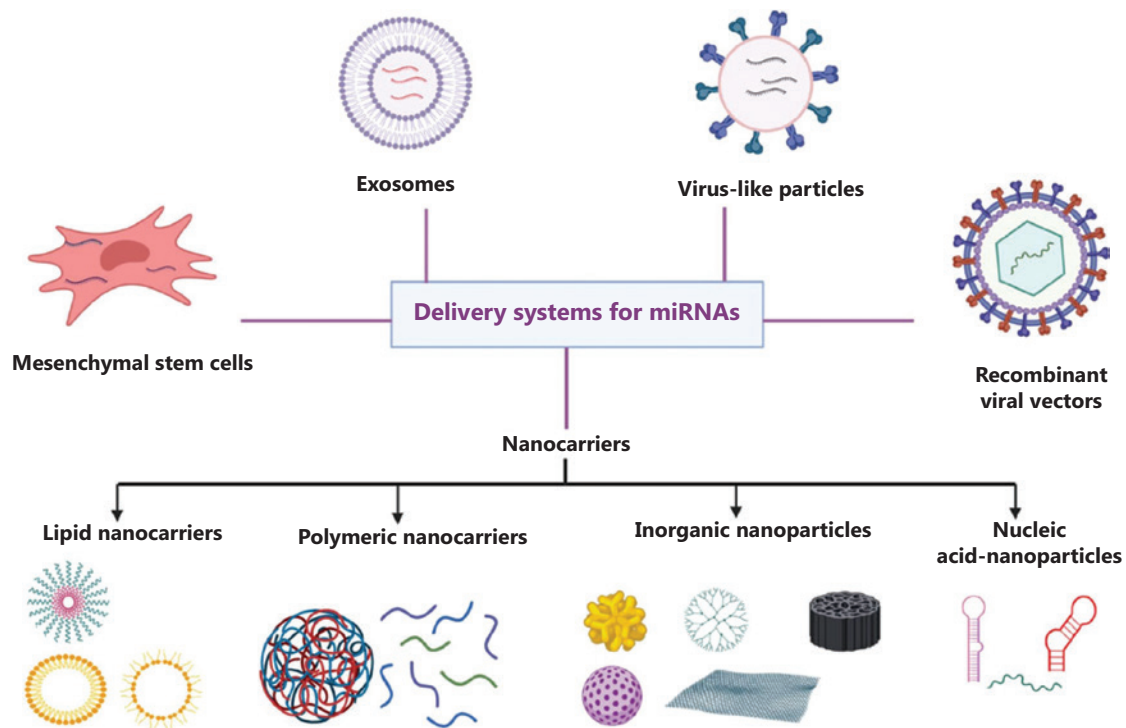 Exosomes
Virus-like particles
Delivery systems for miRNAs
Mesenchymal stem cells
Recombinant
viral vectors
Nanocarriers
Lipid nanocarriers
Polymeric nanocarriers
Inorganic nanoparticles
Nucleic
acid-nanoparticles